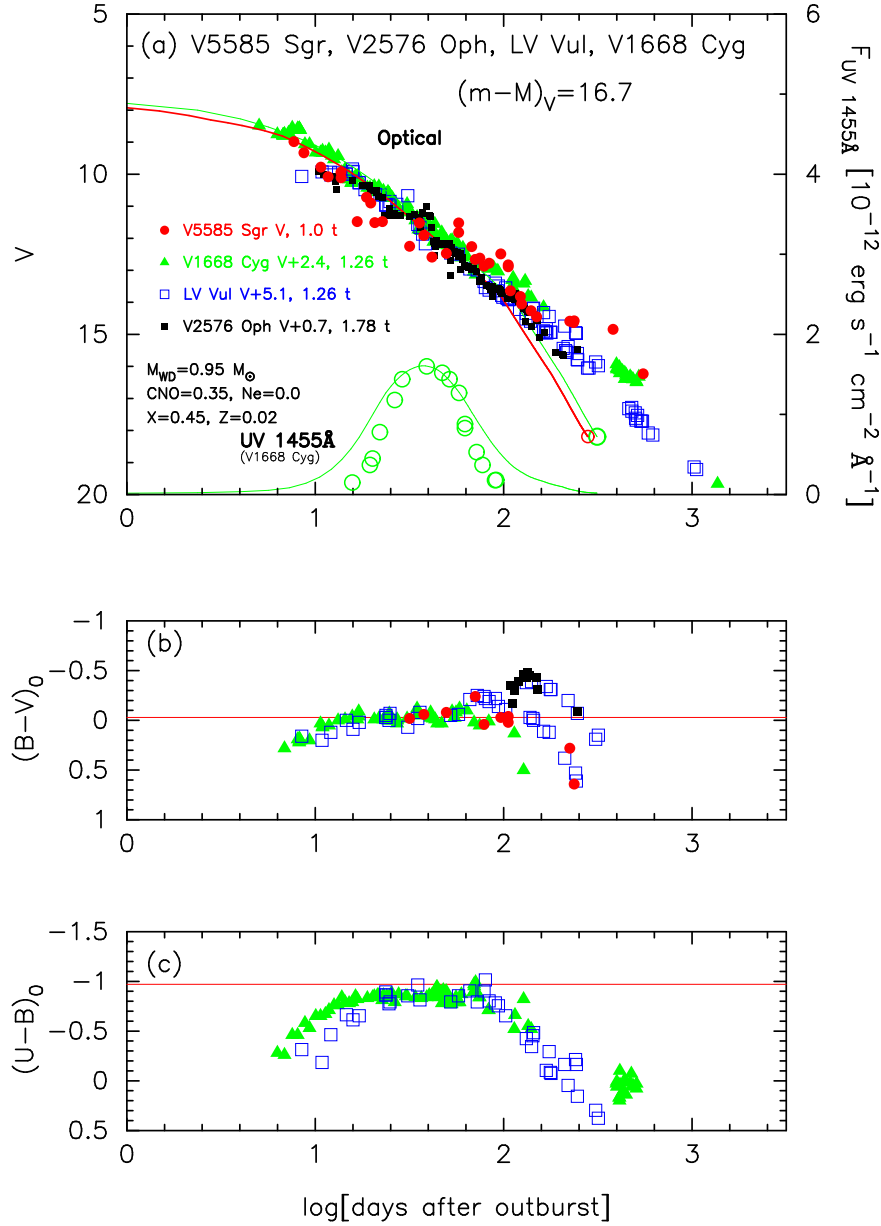 (a) V5585 Sgr, V2576 Oph, LV Vul, V1668 Cyg
(m−M)V=16.7
Optical
V5585 Sgr V, 1.0 t
V1668 Cyg V+2.4, 1.26 t
LV Vul V+5.1, 1.26 t
V2576 Oph V+0.7, 1.78 t
MWD=0.95 M⊙
CNO=0.35, Ne=0.0
X=0.45, Z=0.02
UV 1455Å
(V1668 Cyg)
5
10
15
20
V
0 1 2 3
6
4
2
0
FUV 1455Å [10−12 erg s−1 cm−2 Å−1]
(b)
−1
−0.5
0
0.5
1
(B−V)0
0 1 2 3
(c)
−1.5
−1
−0.5
0
0.5
(U−B)0
0 1 2 3
log[days after outburst]